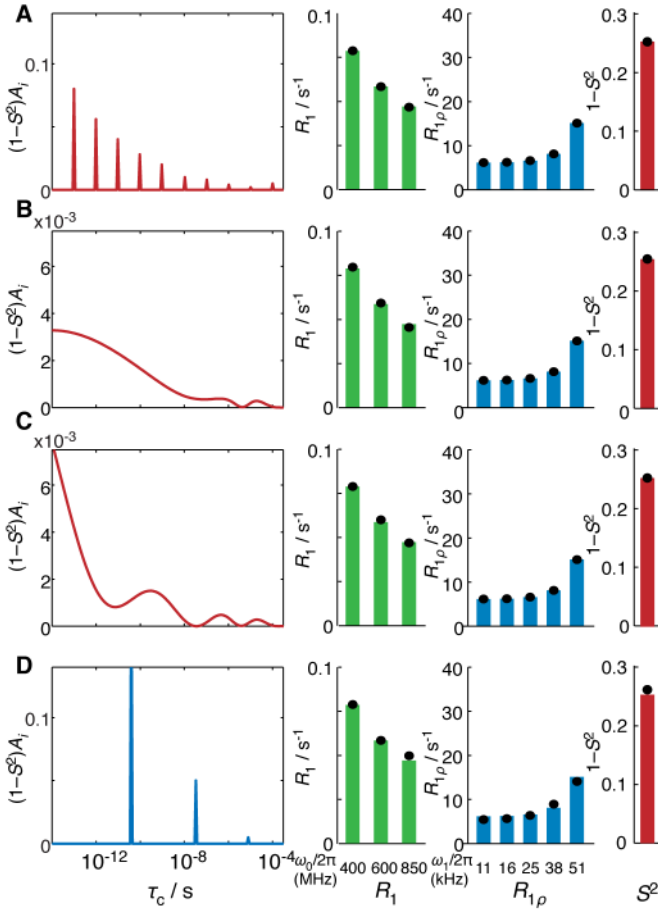 A
(1−S²)Aᵢ
0.1
0
R₁ / s⁻¹
0.1
0
R₁ρ / s⁻¹
40
30
20
10
0
1−S²
0.3
0.2
0.1
0
B
x10⁻³
(1−S²)Aᵢ
6
4
2
0
R₁ / s⁻¹
0.1
0
R₁ρ / s⁻¹
40
30
20
10
0
1−S²
0.3
0.2
0.1
0
C
x10⁻³
(1−S²)Aᵢ
6
4
2
0
R₁ / s⁻¹
0.1
0
R₁ρ / s⁻¹
40
30
20
10
0
1−S²
0.3
0.2
0.1
0
D
(1−S²)Aᵢ
0.1
0
R₁ / s⁻¹
0.1
0
R₁ρ / s⁻¹
40
30
20
10
0
1−S²
0.3
0.2
0.1
0
10⁻¹² 10⁻⁸ 10⁻⁴
τc / s
ω₀/2π
(MHz)
400 600 850
R₁
ω₁/2π
(kHz)
11 16 25 38 51
R₁ρ
S²